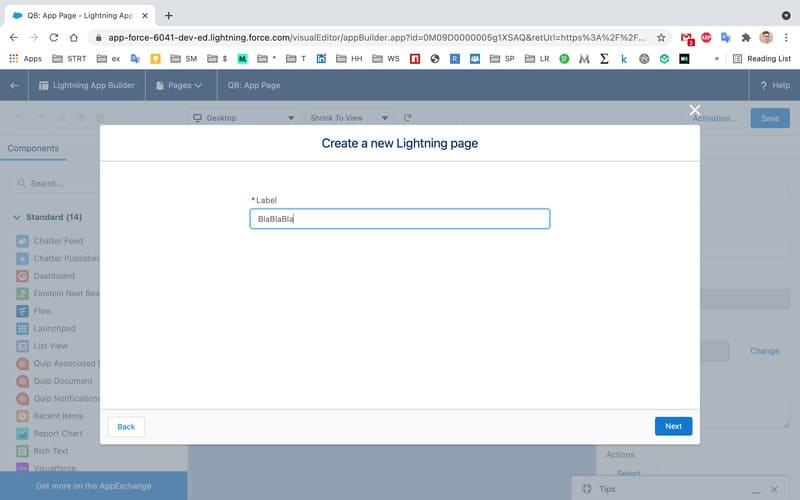 QB: App Page - Lightning App
app-force-6041-dev-ed.lightning.force.com/visualEditor/appBuilder.app?id=0M09D0000005g1XSAQ&retUrl=https%3A%2F%2F...
Apps STRT ex SM $ * T HH WS SP LR » Reading List
Lightning App Builder Pages QB: App Page ? Help
Desktop Shrink To View Activation... Save
Components
Create a new Lightning page
Search...
* Label
BlaBlaBla
Standard (14)
Chatter Feed
Chatter Publisher
Dashboard
Einstein Next Bes
Flow
Launchpad
List View
Change
Quip Associated
Quip Document
Quip Notification
Recent Items
Back Next
Report Chart
Rich Text
Actions
Visualforce
Select
Get more on the AppExchange
Tips